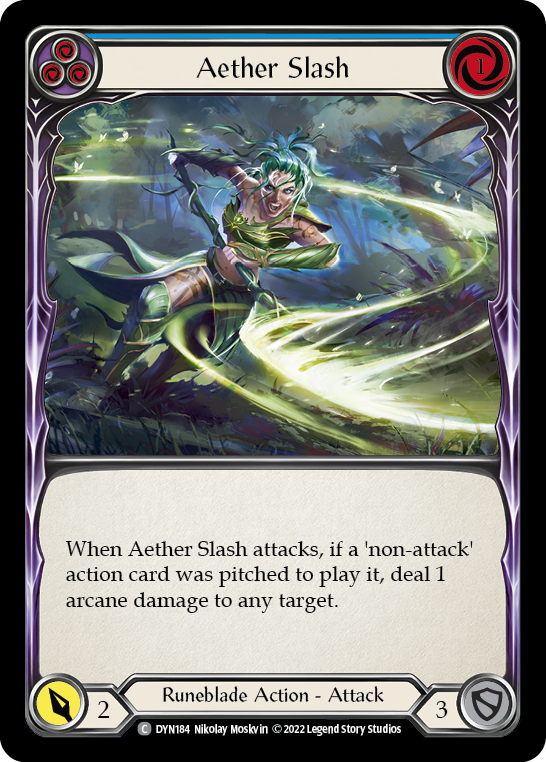 Aether Slash
1
When Aether Slash attacks, if a 'non-attack'
action card was pitched to play it, deal 1
arcane damage to any target.
2
Runeblade Action - Attack
3
C DYN184 Nikolay Moskvin © 2022 Legend Story Studios